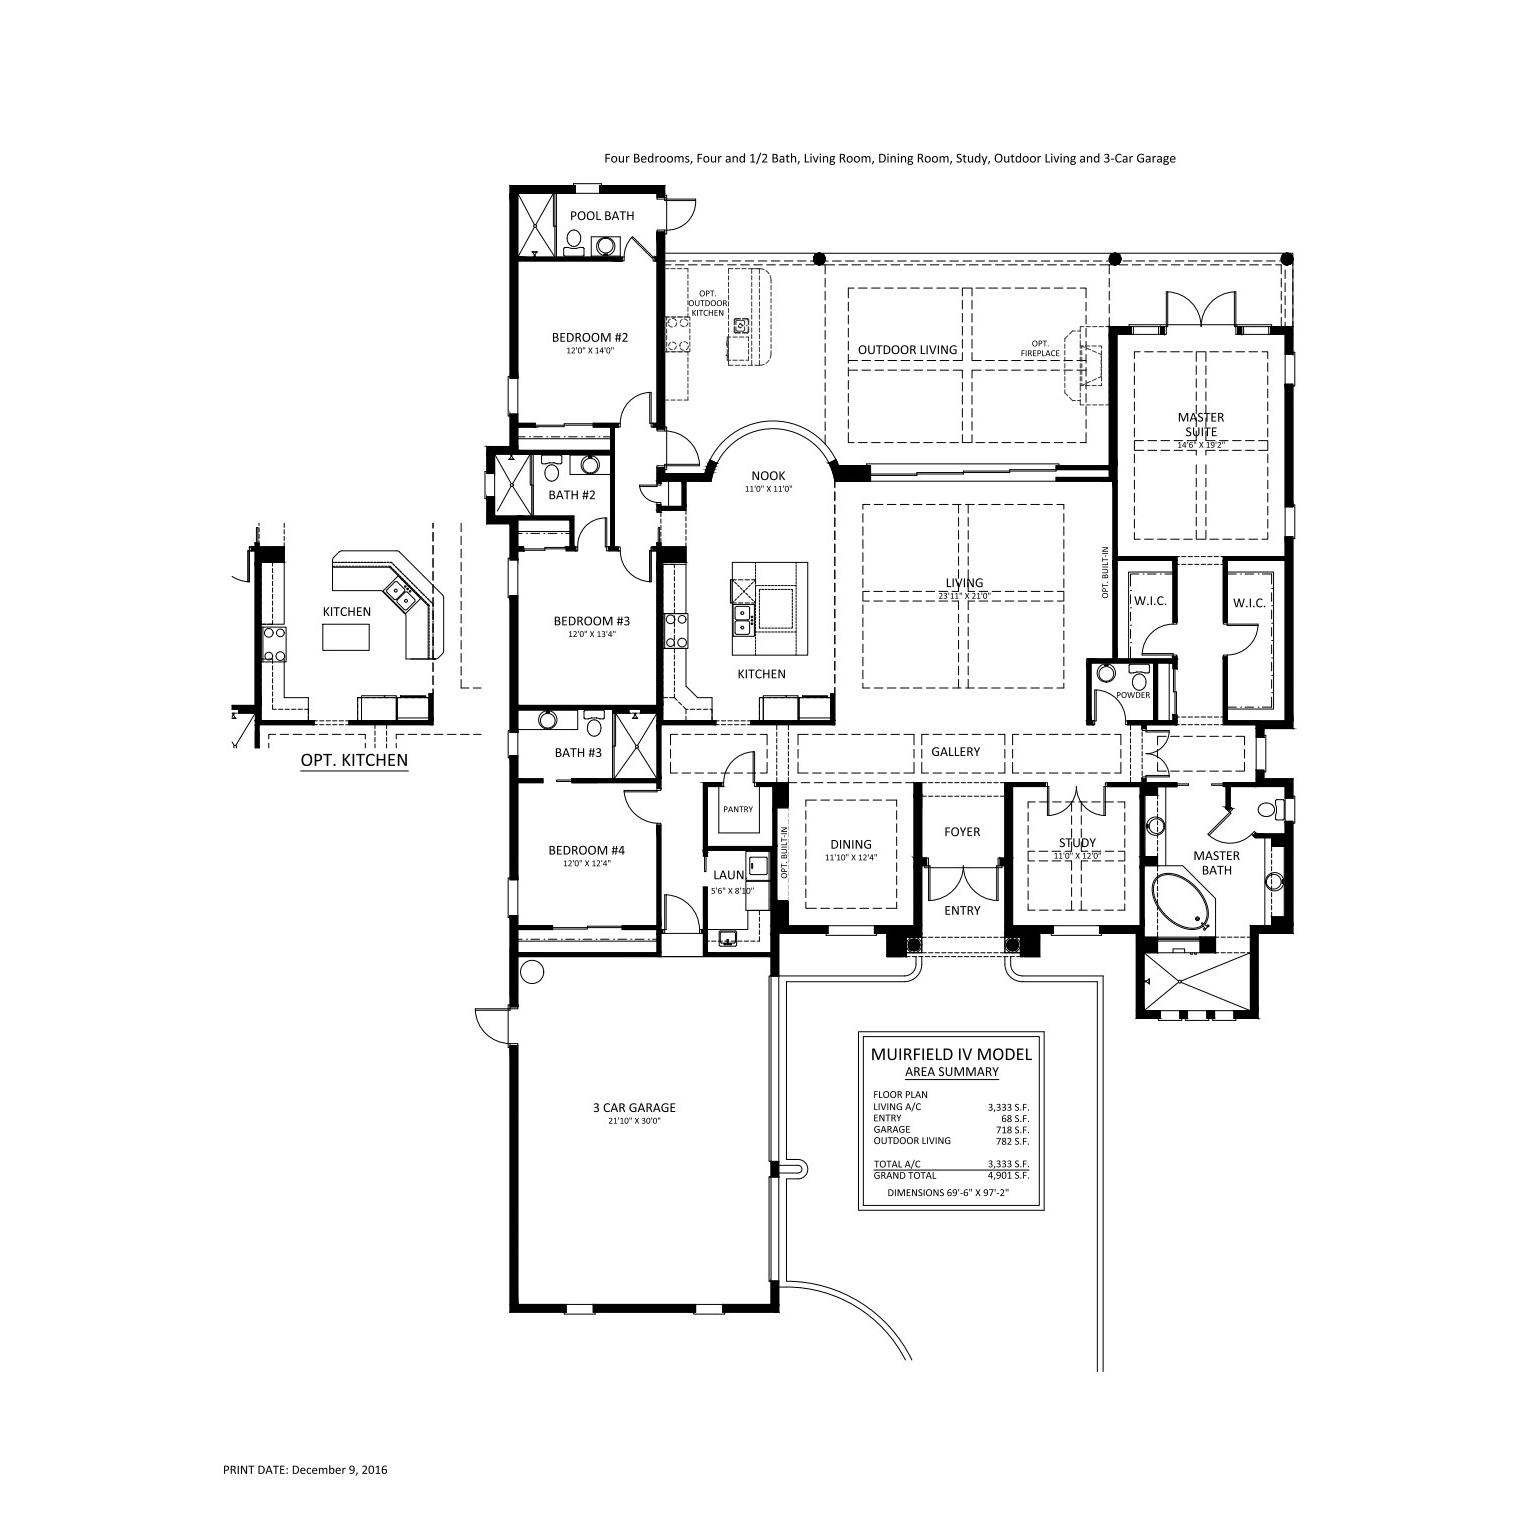 Four Bedrooms, Four and 1/2 Bath, Living Room, Dining Room, Study, Outdoor Living and 3-Car Garage
POOL BATH
BEDROOM #2
12'0" X 14'0"
OPT.
OUTDOOR
KITCHEN
OUTDOOR LIVING
OPT.
FIREPLACE
MASTER
SUITE
14'6" X 19'2"
NOOK
11'0" X 11'0"
BATH #2
OPT. BUILT-IN
LIVING
23'11" X 21'0"
W.I.C.
W.I.C.
KITCHEN
OPT. KITCHEN
BEDROOM #3
12'0" X 13'4"
KITCHEN
POWDER
BATH #3
GALLERY
PANTRY
BEDROOM #4
12'0" X 12'4"
LAUN.
5'6" X 8'10"
OPT. BUILT-IN
DINING
11'10" X 12'4"
FOYER
ENTRY
STUDY
11'0" X 12'0"
MASTER
BATH
3 CAR GARAGE
21'10" X 30'0"
MUIRFIELD IV MODEL
AREA SUMMARY
FLOOR PLAN
LIVING A/C 3,333 S.F.
ENTRY 68 S.F.
GARAGE 718 S.F.
OUTDOOR LIVING 782 S.F.
TOTAL A/C 3,333 S.F.
GRAND TOTAL 4,901 S.F.
DIMENSIONS 69'-6" X 97'-2"
PRINT DATE: December 9, 2016